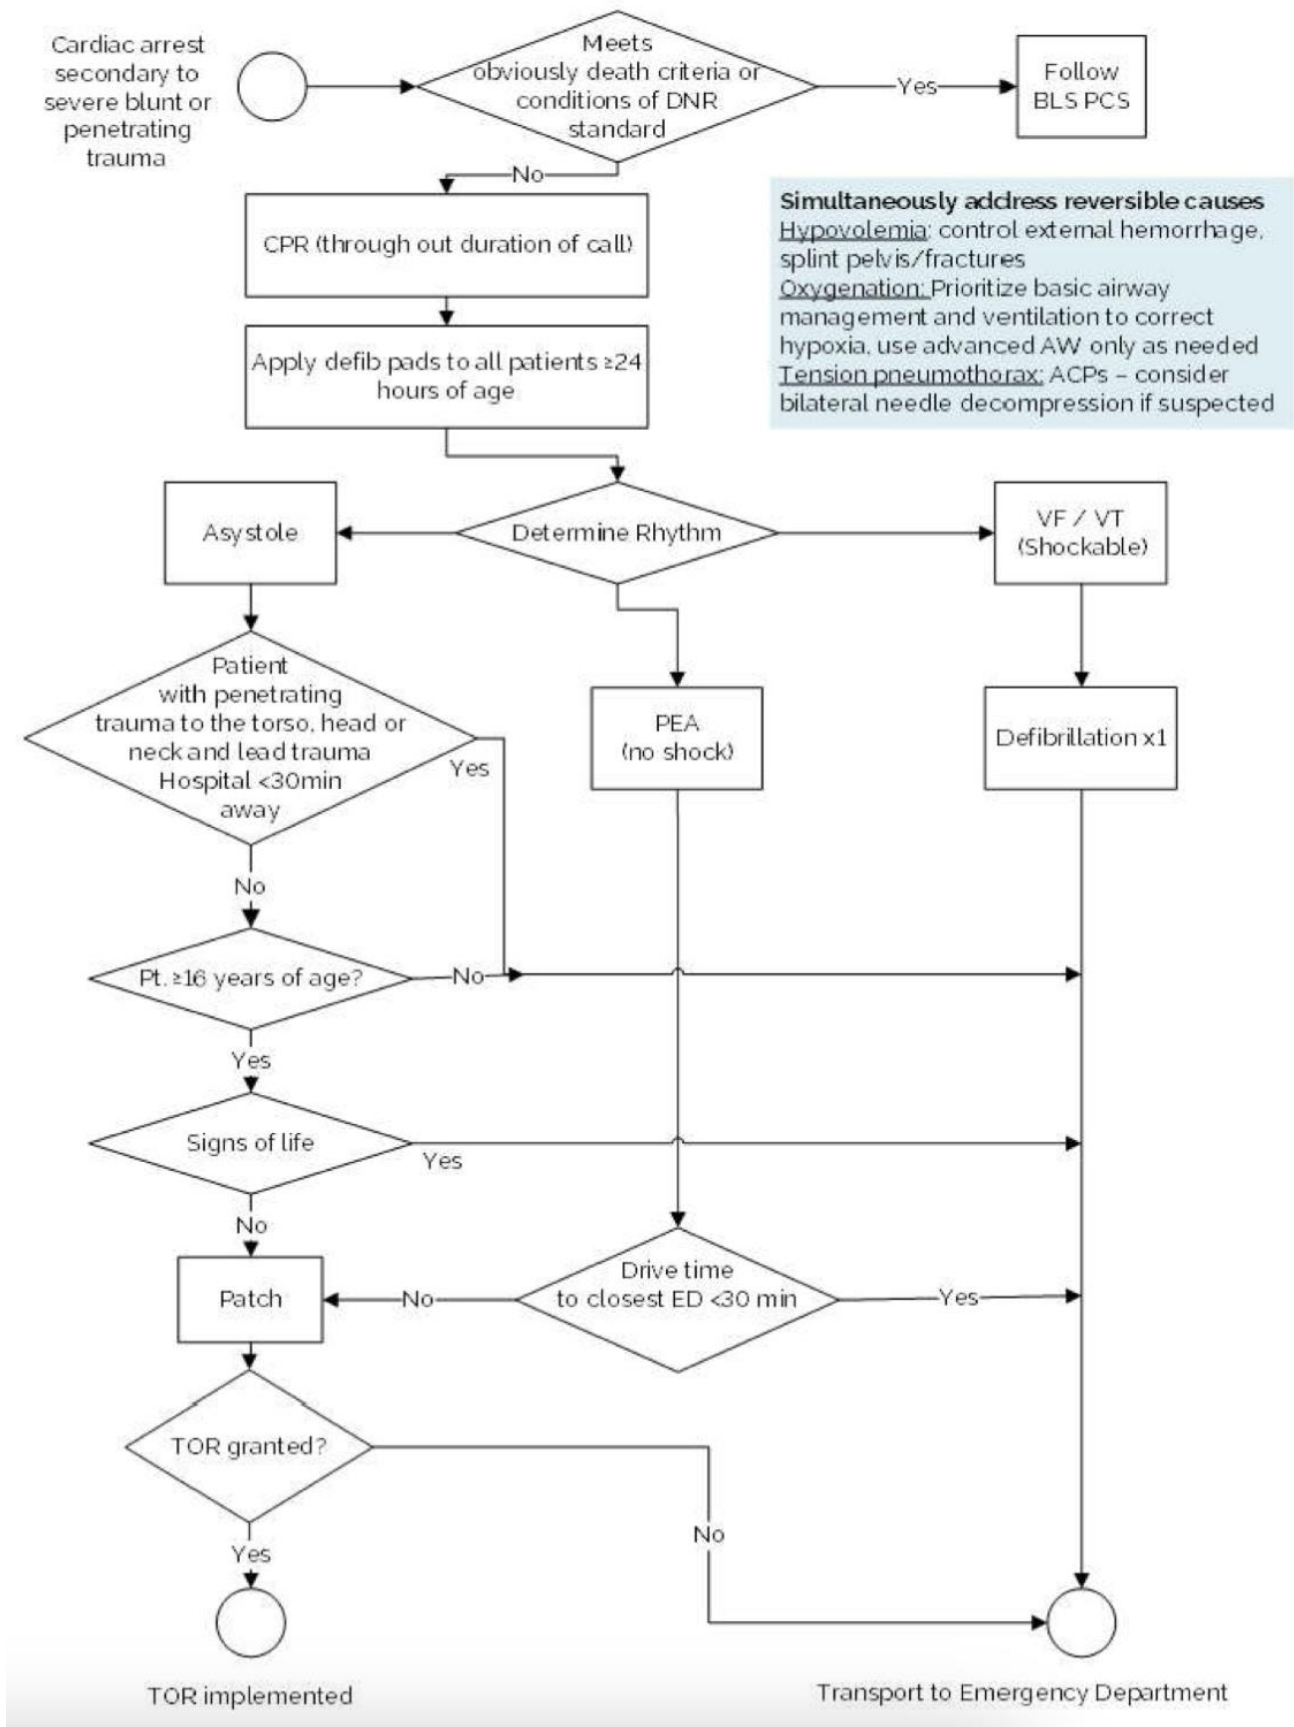 Cardiac arrest
secondary to
severe blunt or
penetrating
trauma
Meets
obviously death criteria or
conditions of DNR
standard
Yes
Follow
BLS PCS
No
CPR (through out duration of call)
Simultaneously address reversible causes
Hypovolemia: control external hemorrhage,
splint pelvis/fractures
Oxygenation: Prioritize basic airway
management and ventilation to correct
hypoxia, use advanced AW only as needed
Tension pneumothorax: ACPs – consider
bilateral needle decompression if suspected
Apply defib pads to all patients ≥24
hours of age
Asystole
Determine Rhythm
VF / VT
(Shockable)
Patient
with penetrating
trauma to the torso, head or
neck and lead trauma
Hospital <30min
away
Yes
PEA
(no shock)
Defibrillation x1
No
Pt. ≥16 years of age?
No
Yes
Signs of life
Yes
No
Patch
No
Drive time
to closest ED <30 min
Yes
TOR granted?
No
Yes
TOR implemented
Transport to Emergency Department